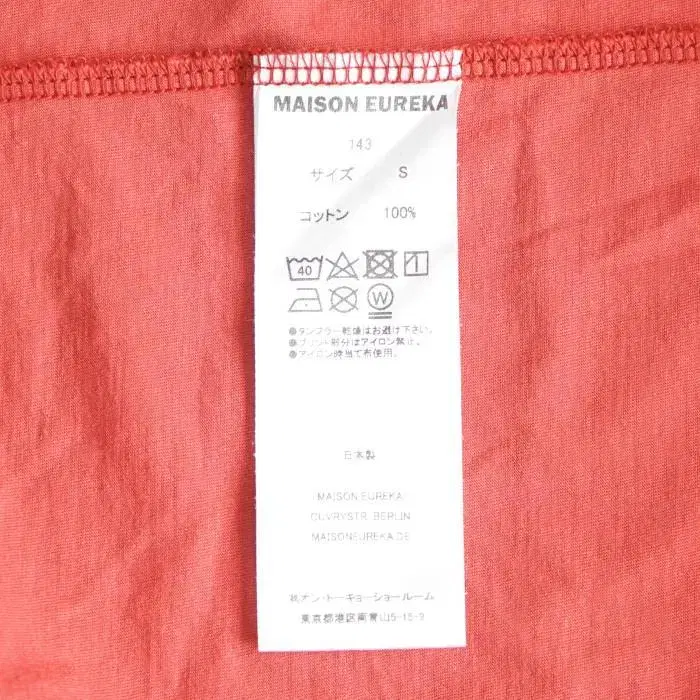 MAISON EUREKA
143
サイズ S
コットン 100%
40
W
●タンブラー乾燥はお避け下さい。
●プリント部分はアイロン禁止。
●アイロン時当て布使用。
日本製
MAISON EUREKA
CUVRYSTR. BERLIN
MAISONEUREKA.DE
㈱オン・トーキョーショールーム
東京都港区南青山5-15-9